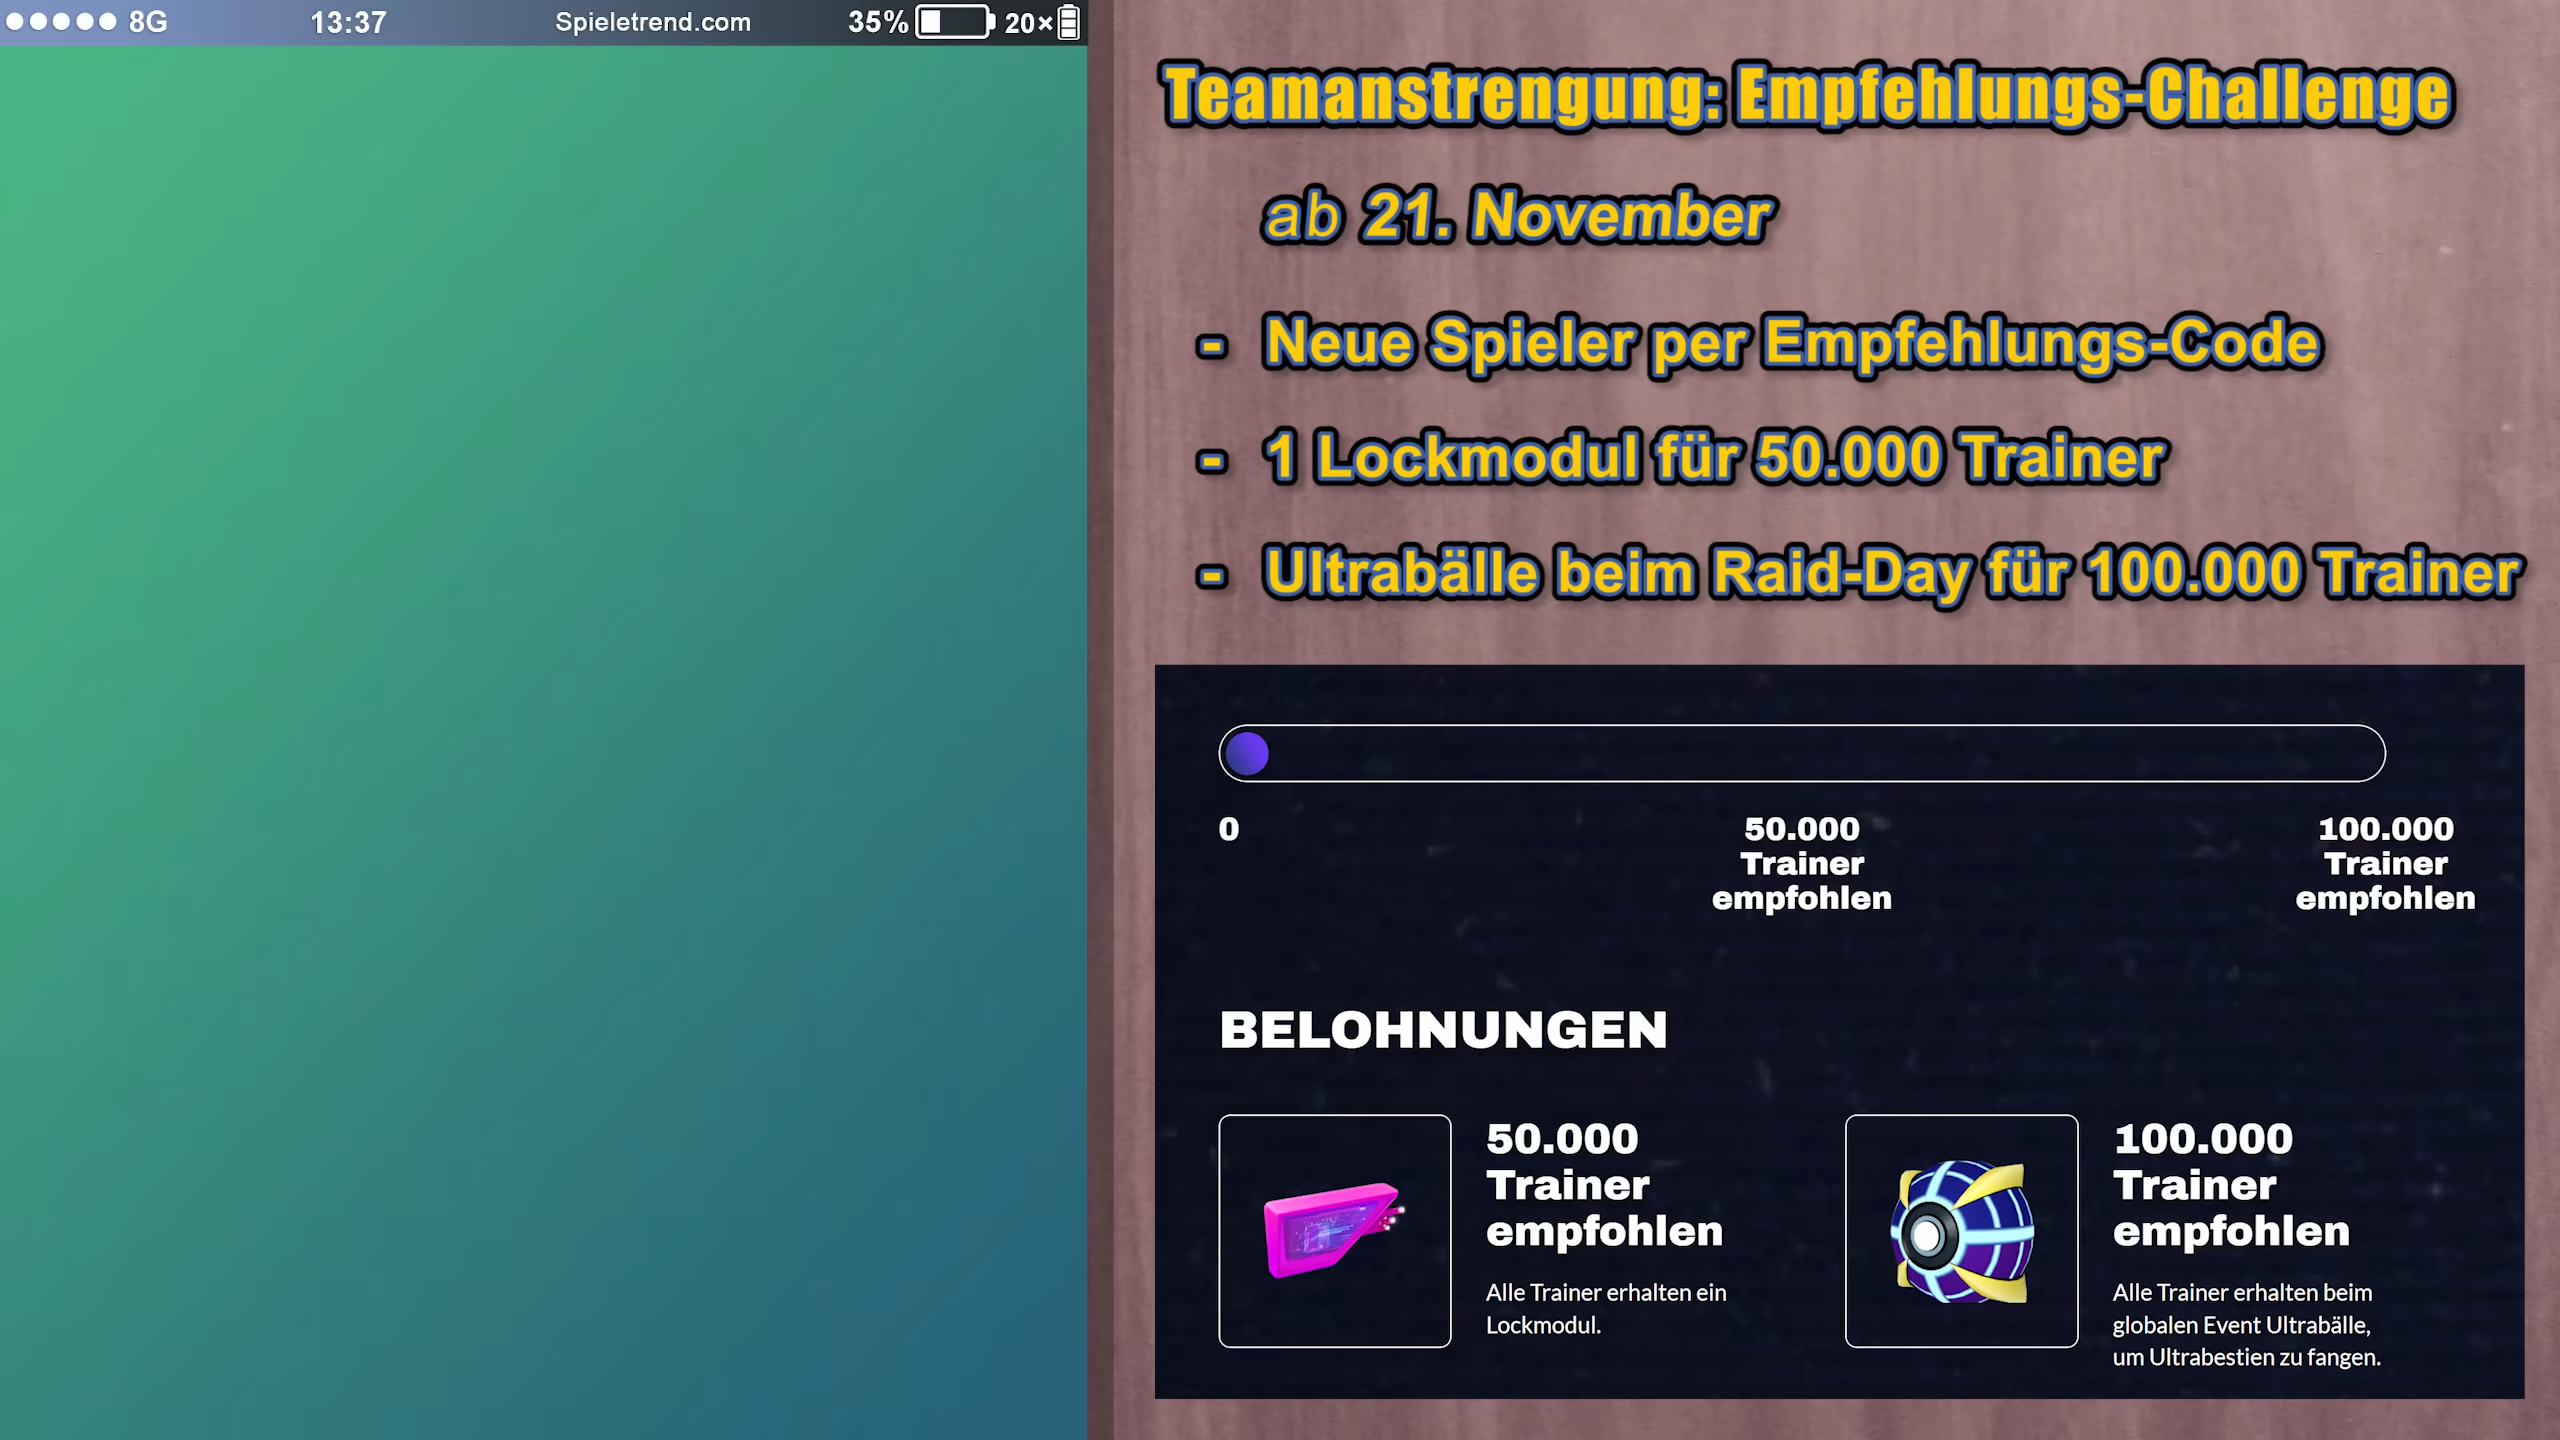 8G 13:37 Spieletrend.com 35% 20×
Teamanstrengung: Empfehlungs-Challenge
ab 21. November
- Neue Spieler per Empfehlungs-Code
- 1 Lockmodul für 50.000 Trainer
- Ultrabälle beim Raid-Day für 100.000 Trainer
0
50.000
Trainer
empfohlen
100.000
Trainer
empfohlen
BELOHNUNGEN
50.000
Trainer
empfohlen
Alle Trainer erhalten ein
Lockmodul.
100.000
Trainer
empfohlen
Alle Trainer erhalten beim
globalen Event Ultrabälle,
um Ultrabestien zu fangen.